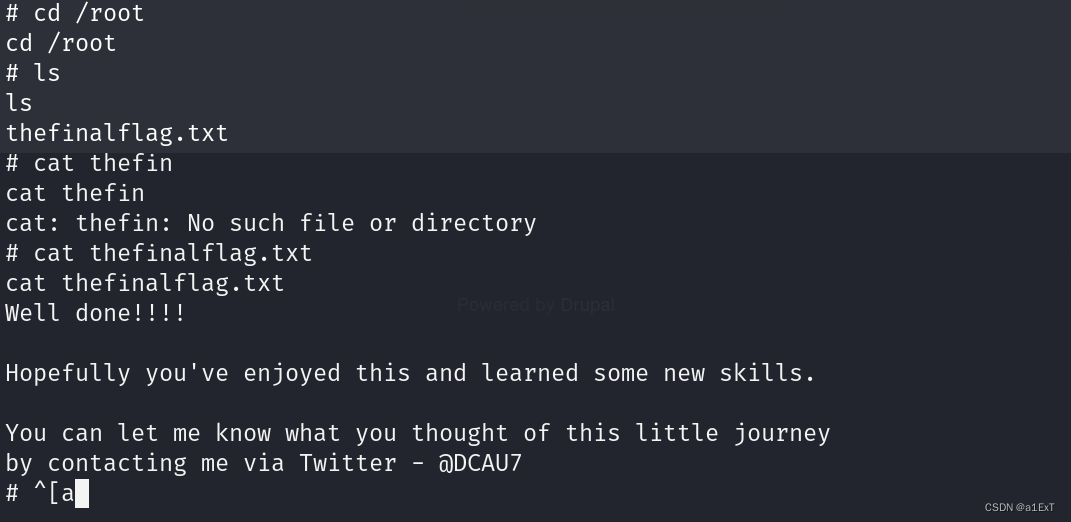 # cd /root
cd /root
# ls
ls
thefinalflag.txt
# cat thefin
cat thefin
cat: thefin: No such file or directory
# cat thefinalflag.txt
cat thefinalflag.txt
Well done!!!!
Powered by Drupal
Hopefully you've enjoyed this and learned some new skills.
You can let me know what you thought of this little journey
by contacting me via Twitter - @DCAU7
# ^[a
CSDN @a1ExT